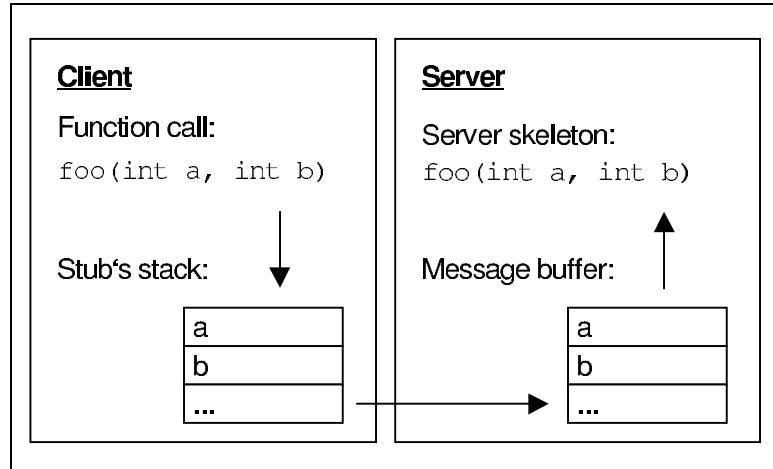 Client
Function call:
foo(int a, int b)
Stub‘s stack:
a
b
...
Server
Server skeleton:
foo(int a, int b)
Message buffer:
a
b
...